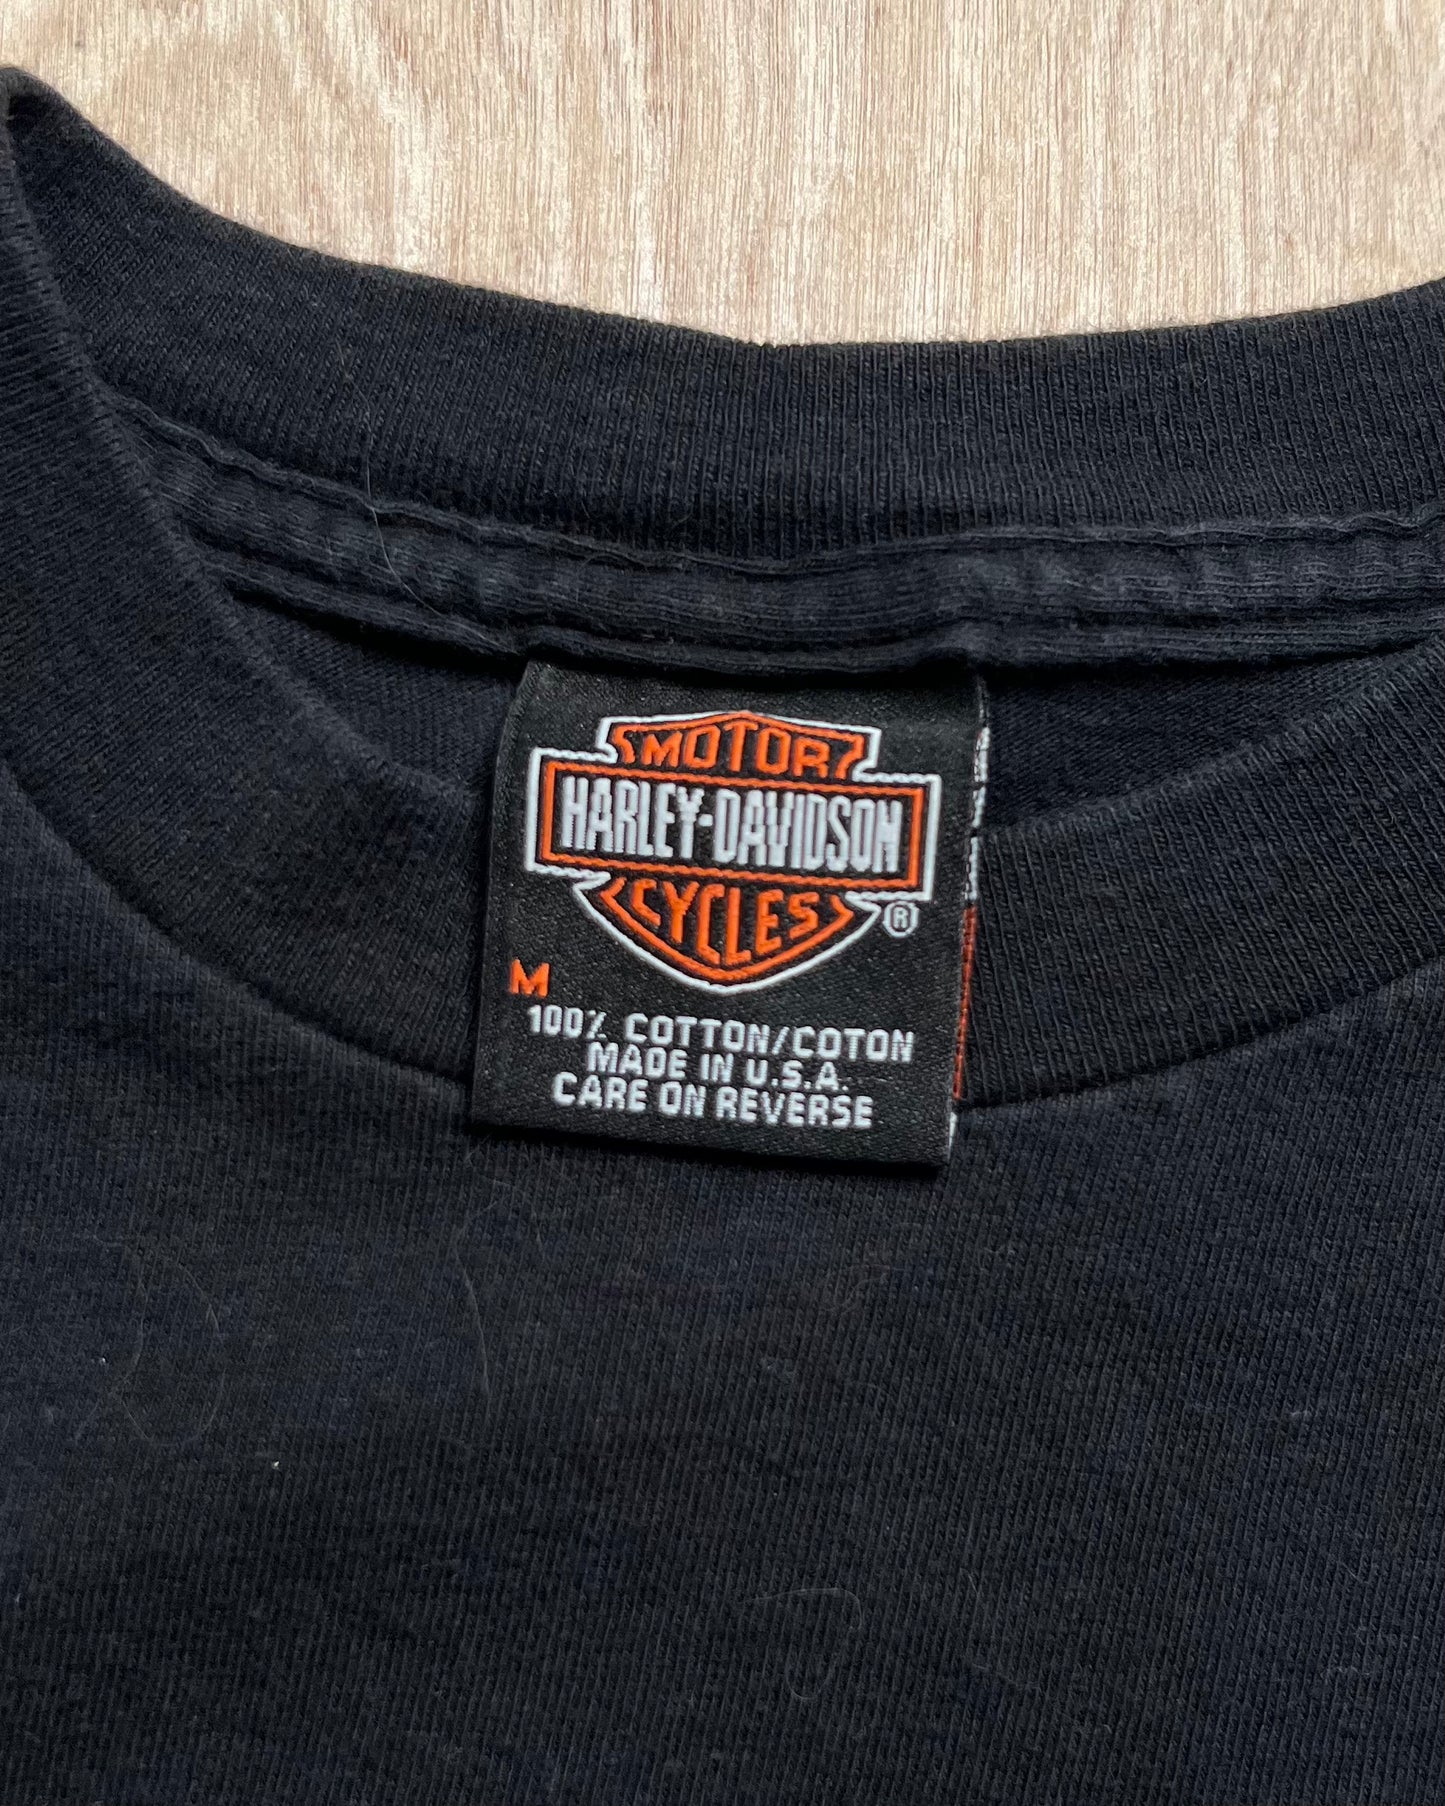 MOTOR
HARLEY-DAVIDSON
CYCLES
®
M
100% COTTON/COTON
MADE IN U.S.A.
CARE ON REVERSE